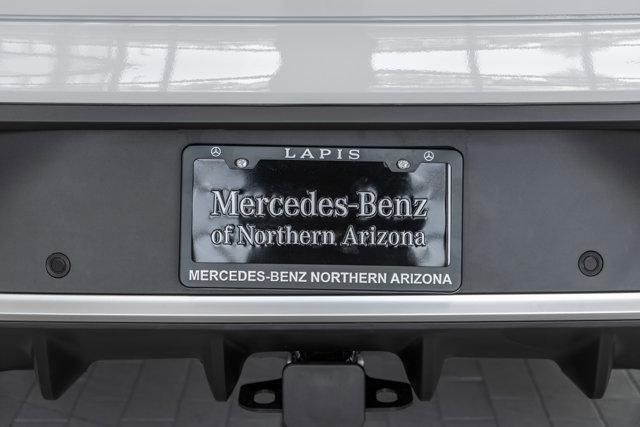 LAPIS
Mercedes-Benz
of Northern Arizona
MERCEDES-BENZ NORTHERN ARIZONA